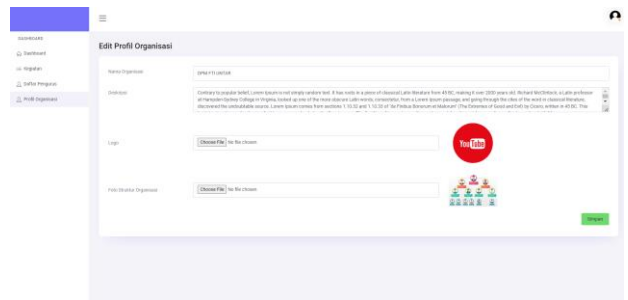 DASHBOARD
Dashboard
Kegiatan
Daftar Pengurus
Profil Organisasi
Edit Profil Organisasi
Nama Organisasi
Deskripsi
Contrary to popular belief, Lorem Ipsum is not simply random text. It has roots in a piece of classical Latin literature from 45 BC, making it over 2000 years old. Richard McClintock, a Latin professor
at Hampden-Sydney College in Virginia, looked up one of the more obscure Latin words, consectetur, from a Lorem Ipsum passage, and going through the cites of the word in classical literature,
discovered the undoubtable source. Lorem Ipsum comes from sections 1.10.32 and 1.10.33 of "de Finibus Bonorum et Malorum" (The Extremes of Good and Evil) by Cicero, written in 45 BC. This
Logo
Choose File No file chosen
You Tube
Foto Struktur Organisasi
Choose File No file chosen
Simpan